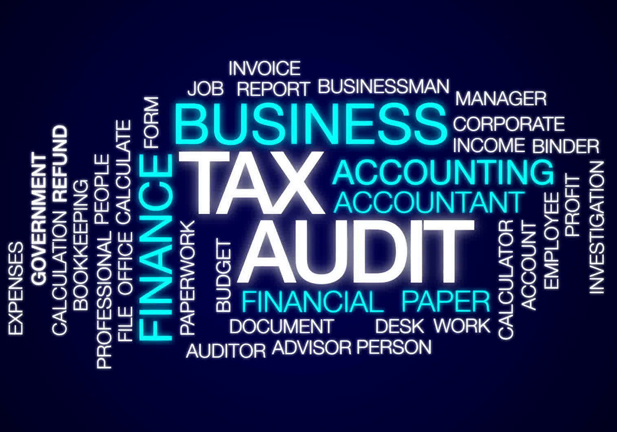 INVOICE
JOB REPORT BUSINESSMAN
MANAGER
BUSINESS
CORPORATE
INCOME BINDER
TAX
ACCOUNTING
ACCOUNTANT
AUDIT
FINANCIAL PAPER
DOCUMENT DESK WORK
AUDITOR ADVISOR PERSON
EXPENSES
GOVERNMENT
CALCULATION REFUND
BOOKKEEPING
PROFESSIONAL PEOPLE
FILE OFFICE CALCULATE
FINANCE FORM
PAPERWORK
BUDGET
CALCULATOR
ACCOUNT
EMPLOYEE
PROFIT
INVESTIGATION